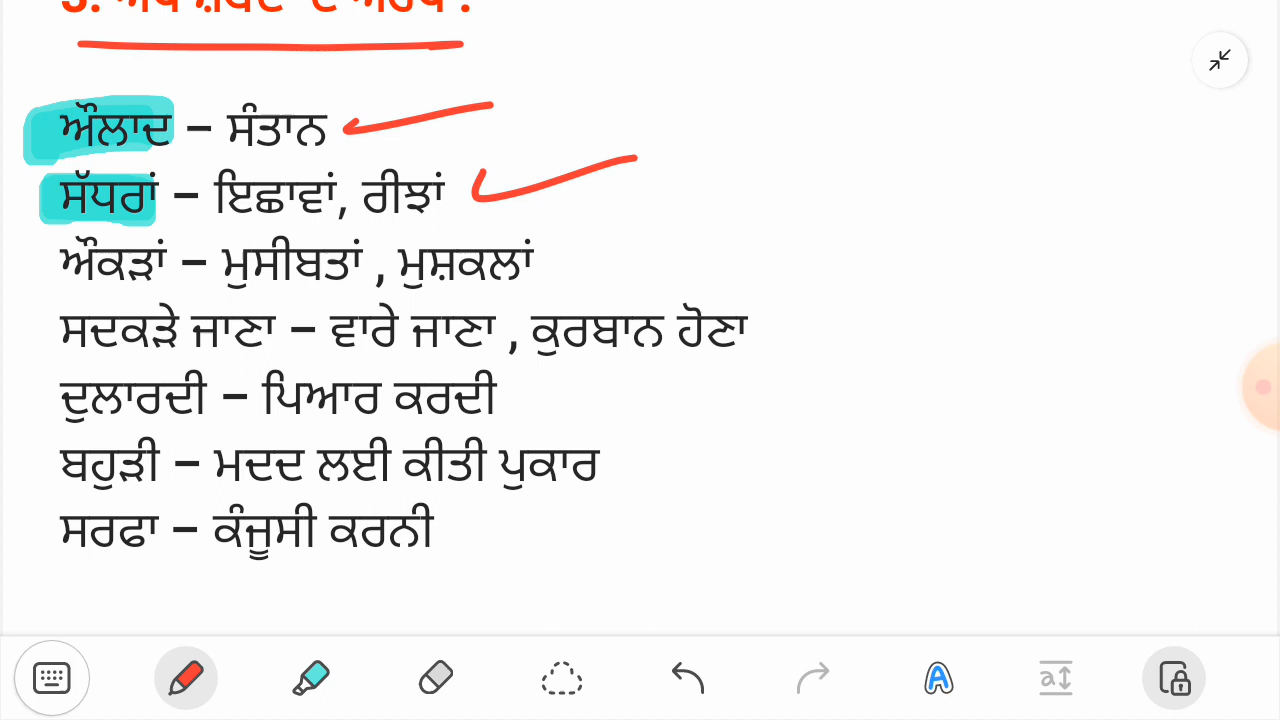 ਔਲਾਦ – ਸੰਤਾਨ
ਸੱਧਰਾਂ – ਇਛਾਵਾਂ, ਰੀਝਾਂ
ਔਕੜਾਂ – ਮੁਸੀਬਤਾਂ , ਮੁਸ਼ਕਲਾਂ
ਸਦਕੜੇ ਜਾਣਾ – ਵਾਰੇ ਜਾਣਾ , ਕੁਰਬਾਨ ਹੋਣਾ
ਦੁਲਾਰਦੀ – ਪਿਆਰ ਕਰਦੀ
ਬਹੁੜੀ – ਮਦਦ ਲਈ ਕੀਤੀ ਪੁਕਾਰ
ਸਰਫਾ – ਕੰਜੂਸੀ ਕਰਨੀ